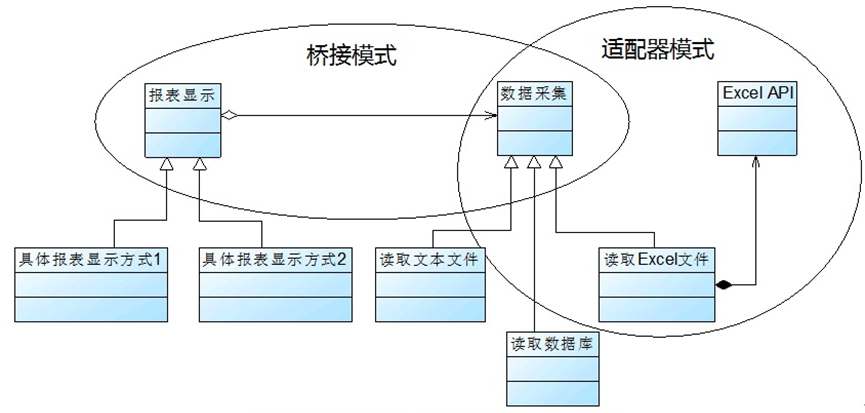 桥接模式
适配器模式
报表显示
数据采集
Excel API
具体报表显示方式1
具体报表显示方式2
读取文本文件
读取Excel文件
读取数据库